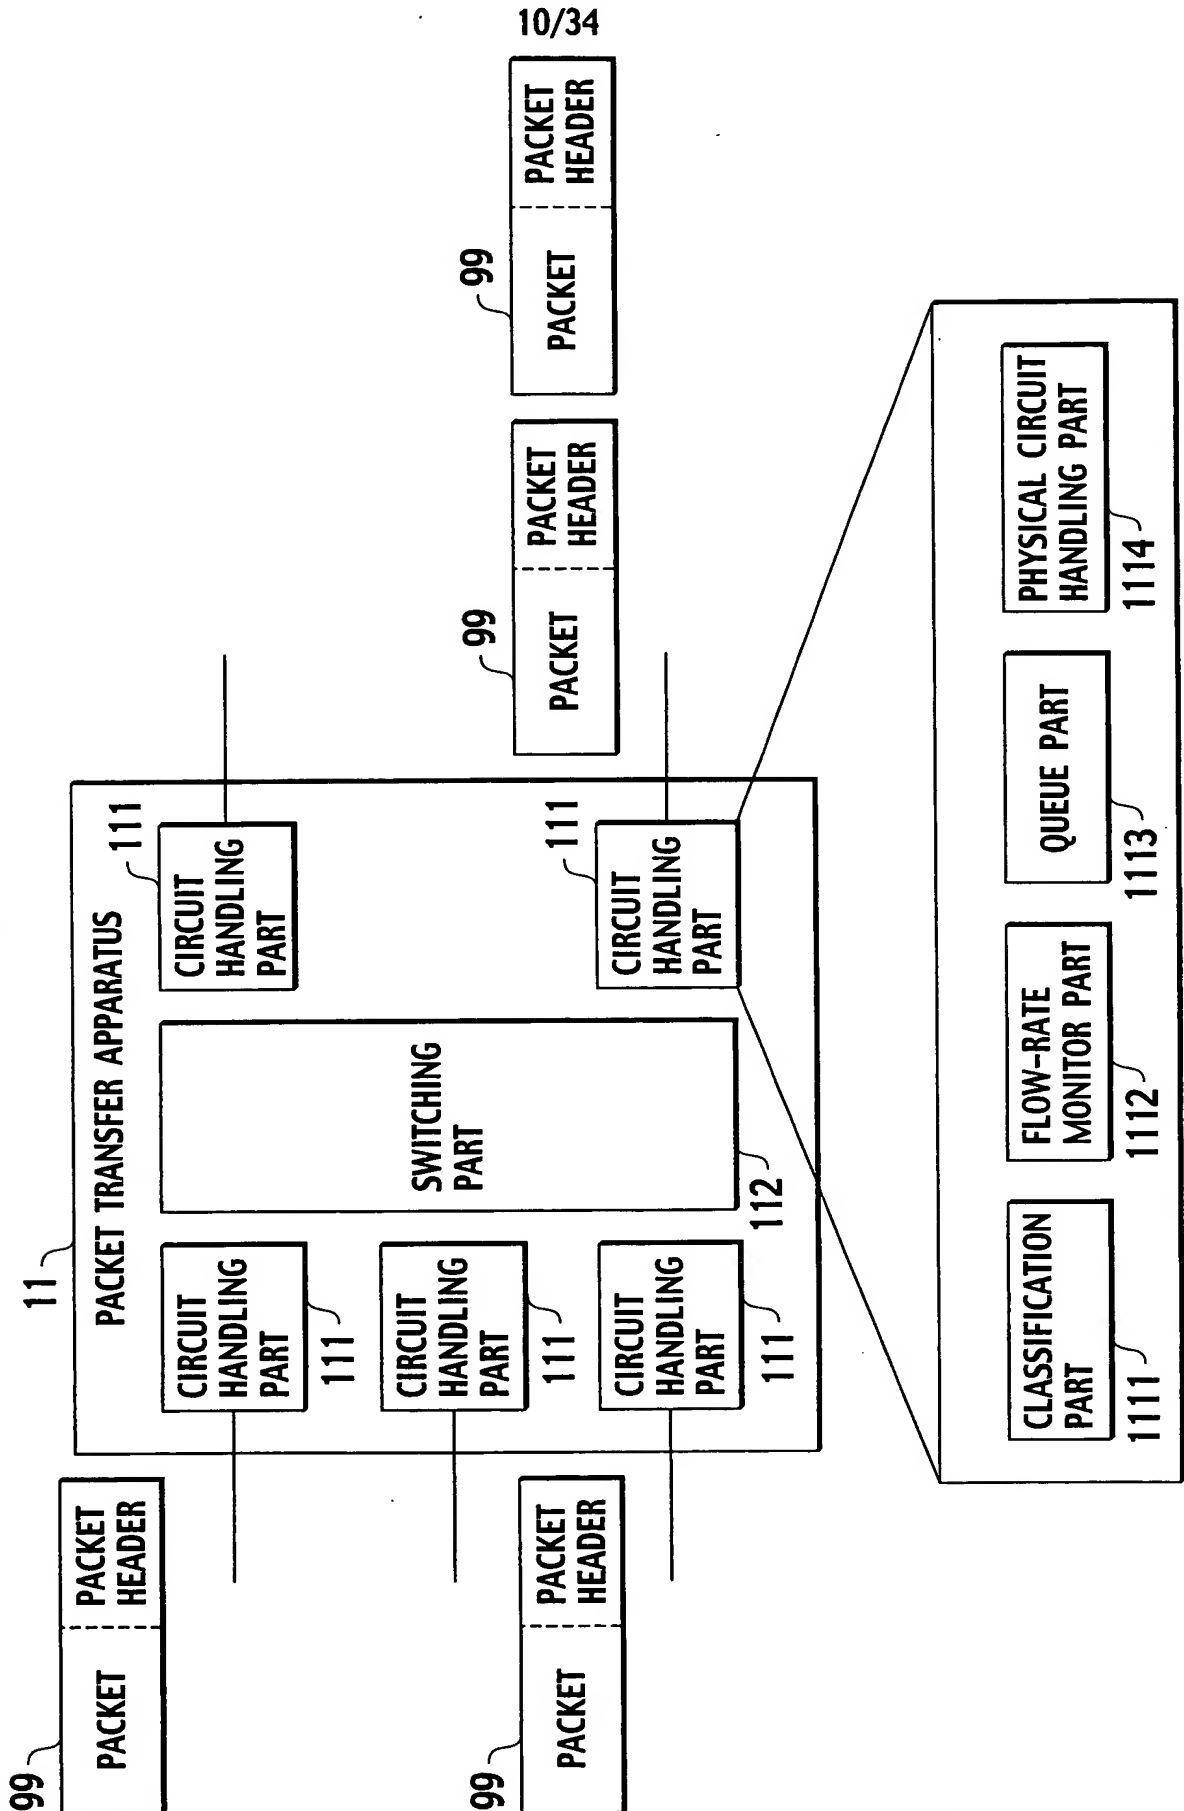 10/34
11
PACKET TRANSFER APPARATUS
99
PACKET
PACKET
HEADER
99
PACKET
PACKET
HEADER
CIRCUIT
HANDLING
PART
111
CIRCUIT
HANDLING
PART
111
CIRCUIT
HANDLING
PART
111
SWITCHING
PART
112
111
CIRCUIT
HANDLING
PART
111
CIRCUIT
HANDLING
PART
99
PACKET
PACKET
HEADER
99
PACKET
PACKET
HEADER
CLASSIFICATION
PART
1111
FLOW-RATE
MONITOR PART
1112
QUEUE PART
1113
PHYSICAL CIRCUIT
HANDLING PART
1114